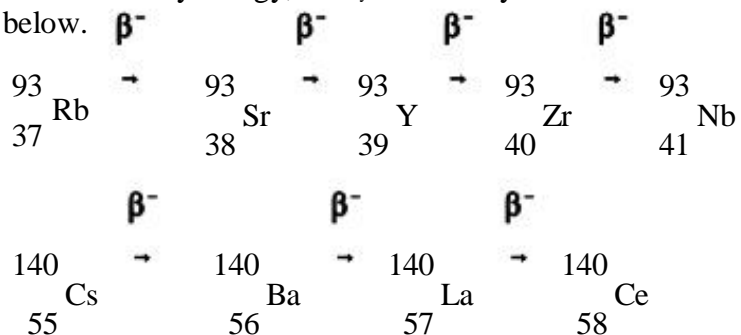 below. β⁻ β⁻ β⁻ β⁻
93 → 93 → 93 → 93 → 93
Rb Sr Y Zr Nb
37 38 39 40 41
β⁻ β⁻ β⁻
140 → 140 → 140 → 140
Cs Ba La Ce
55 56 57 58